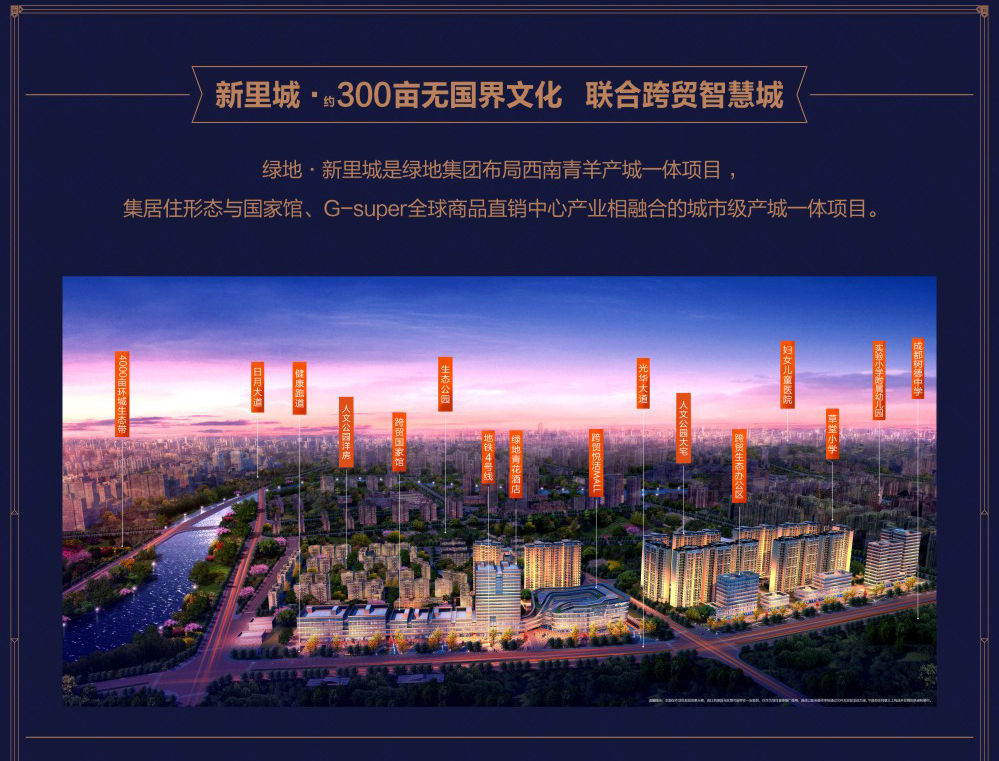 新里城·约300亩无国界文化 联合跨贸智慧城
绿地·新里城是绿地集团布局西南青羊产城一体项目，
集居住形态与国家馆、G-super全球商品直销中心产业相融合的城市级产城一体项目。
4000亩环城生态带
日月大道
健康跑道
人文公园洋房
跨贸国家馆
生态公园
地铁4号线
绿地青花酒店
跨贸悦活MALL
光华大道
人文公园大宅
跨贸生态办公区
妇女儿童医院
草堂小学
实验小学附属幼儿园
成都树德中学